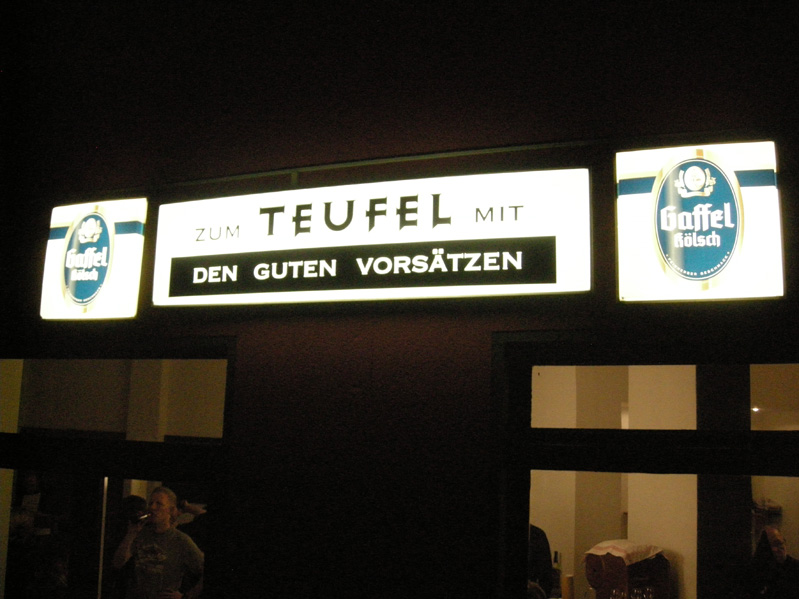 ZUM TEUFEL MIT
DEN GUTEN VORSÄTZEN
Gaffel
Kölsch
Gaffel
Kölsch